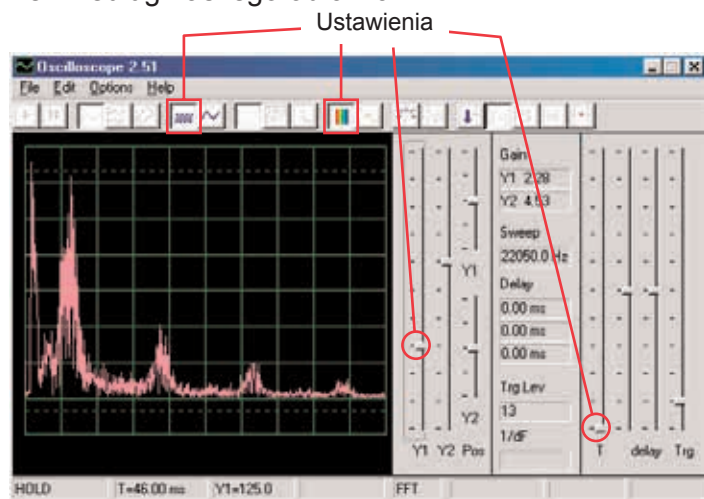 Ustawienia
Oscilloscope 2.51
File Edit Options Help
Gain
Y1 2.28
Y2 4.53
Sweep
22050.0 Hz
Y1
Delay
0.00 ms
0.00 ms
0.00 ms
Trg Lev
13
Y2
1/dF
Y1 Y2 Pos
T delay Trg
HOLD T=46.00 ms Y1=125.0 FFT